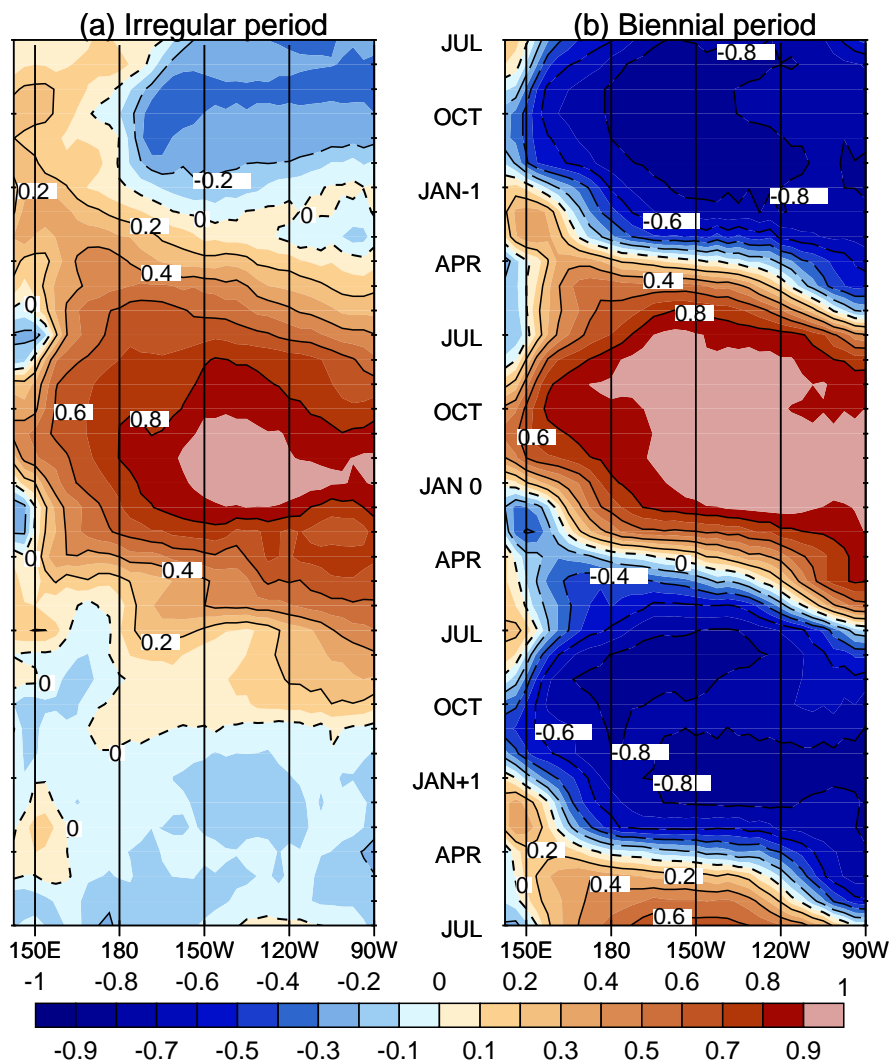 (a) Irregular period
(b) Biennial period
JUL
-0.8
OCT
0.2
-0.2
JAN-1
-0.8
0
0
-0.6
0.2
0.4
APR
0.4
0
0.8
JUL
0.6
0.8
OCT
0.6
JAN 0
0
0.4
APR
0
-0.4
0.2
JUL
0
OCT
-0.6
0
-0.8
JAN+1
-0.8
0
APR
0.2
0
0.4
0.2
0.6
JUL
150E 180 150W 120W 90W
150E 180 150W 120W 90W
-1 -0.8 -0.6 -0.4 -0.2 0 0.2 0.4 0.6 0.8 1
-0.9 -0.7 -0.5 -0.3 -0.1 0.1 0.3 0.5 0.7 0.9